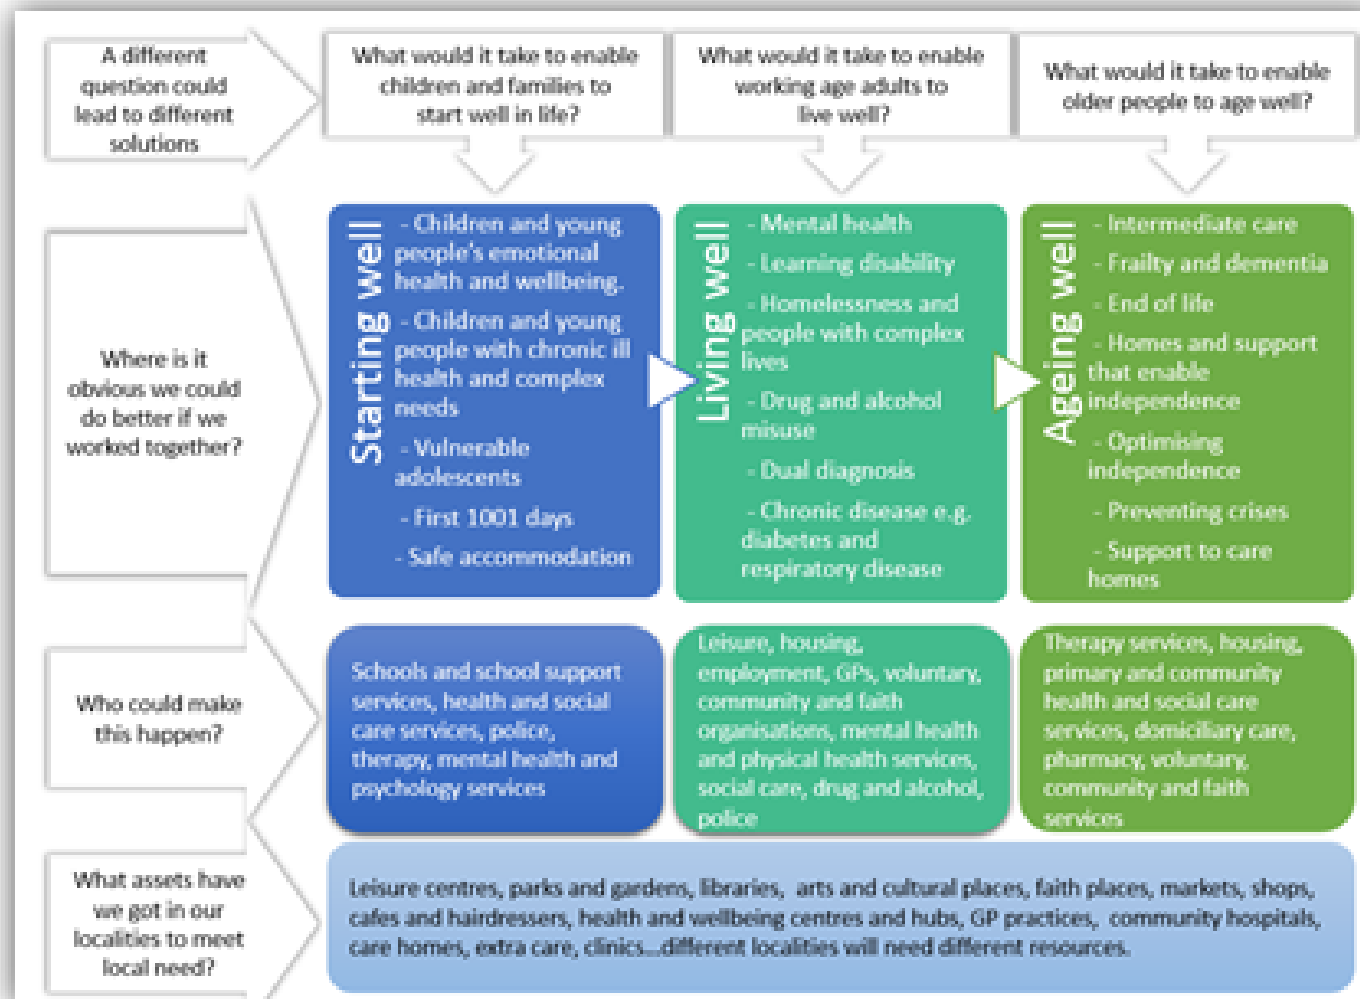 A different
question could
lead to different
solutions
What would it take to enable
children and families to
start well in life?
What would it take to enable
working age adults to
live well?
What would it take to enable
older people to age well?
Where is it
obvious we could
do better if we
worked together?
Starting well
- Children and young
people's emotional
health and wellbeing.
- Children and young
people with chronic ill
health and complex
needs
- Vulnerable
adolescents
- First 1001 days
- Safe accommodation
Living well
- Mental health
- Learning disability
- Homelessness and
people with complex
lives
- Drug and alcohol
misuse
- Dual diagnosis
- Chronic disease e.g.
diabetes and
respiratory disease
Ageing well
- Intermediate care
- Frailty and dementia
- End of life
- Homes and support
that enable
independence
- Optimising
independence
- Preventing crises
- Support to care
homes
Who could make
this happen?
Schools and school support
services, health and social
care services, police,
therapy, mental health and
psychology services
Leisure, housing,
employment, GPs, voluntary,
community and faith
organisations, mental health
and physical health services,
social care, drug and alcohol,
police
Therapy services, housing,
primary and community
health and social care
services, domiciliary care,
pharmacy, voluntary,
community and faith
services
What assets have
we got in our
localities to meet
local need?
Leisure centres, parks and gardens, libraries, arts and cultural places, faith places, markets, shops,
cafes and hairdressers, health and wellbeing centres and hubs, GP practices, community hospitals,
care homes, extra care, clinics...different localities will need different resources.